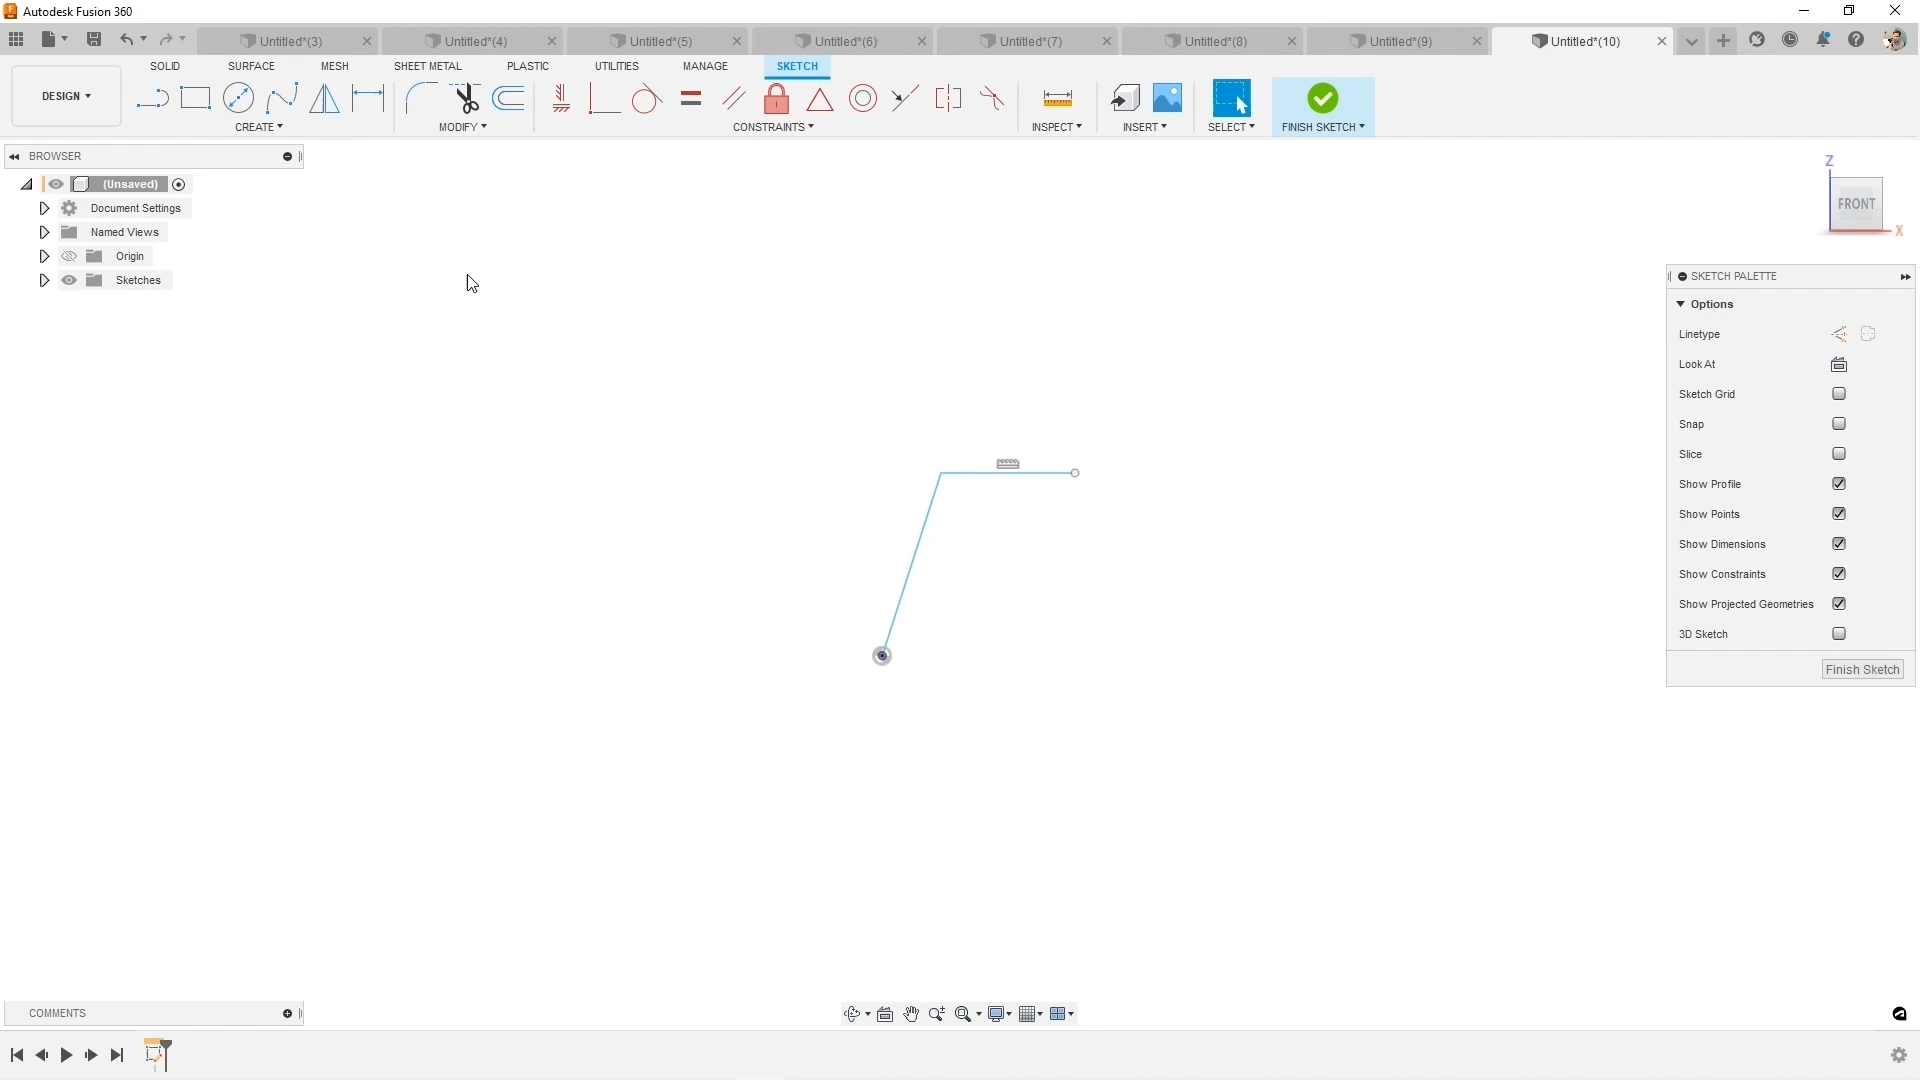 Autodesk Fusion 360
Untitled*(3)
Untitled*(4)
Untitled*(5)
Untitled*(6)
Untitled*(7)
Untitled*(8)
Untitled*(9)
Untitled*(10)
SOLID
SURFACE
MESH
SHEET METAL
PLASTIC
UTILITIES
MANAGE
SKETCH
DESIGN
CREATE
MODIFY
CONSTRAINTS
INSPECT
INSERT
SELECT
FINISH SKETCH
BROWSER
(Unsaved)
Document Settings
Named Views
Origin
Sketches
Z
FRONT
X
SKETCH PALETTE
Options
Linetype
Look At
Sketch Grid
Snap
Slice
Show Profile
Show Points
Show Dimensions
Show Constraints
Show Projected Geometries
3D Sketch
Finish Sketch
COMMENTS